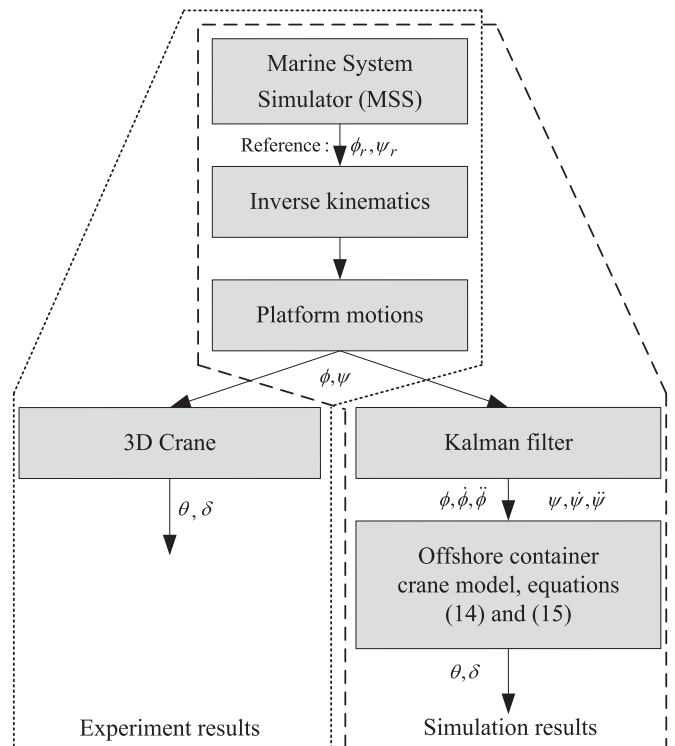 Marine System
Simulator (MSS)
Reference: ϕr,ψr
Inverse kinematics
Platform motions
ϕ,ψ
3D Crane
Kalman filter
θ, δ
ϕ,ϕ̇,ϕ̈ ψ,ψ̇,ψ̈
Offshore container
crane model, equations
(14) and (15)
θ,δ
Experiment results
Simulation results